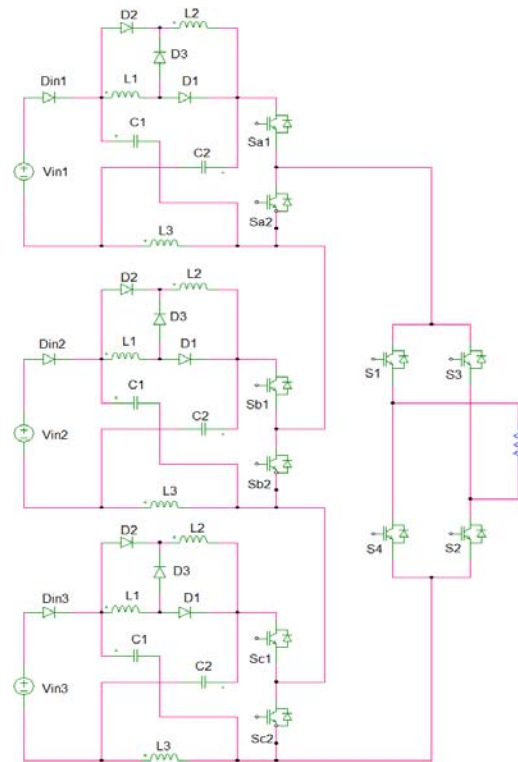 D2 L2
D3
Din1 L1 D1
C1 Sa1
C2
Vin1
Sa2
L3
D2 L2
D3
Din2 L1 D1
C1 Sb1
C2
Vin2
Sb2
L3
S1 S3
D2 L2
D3
S4 S2
Din3 L1 D1
C1 Sc1
C2
Vin3
Sc2
L3